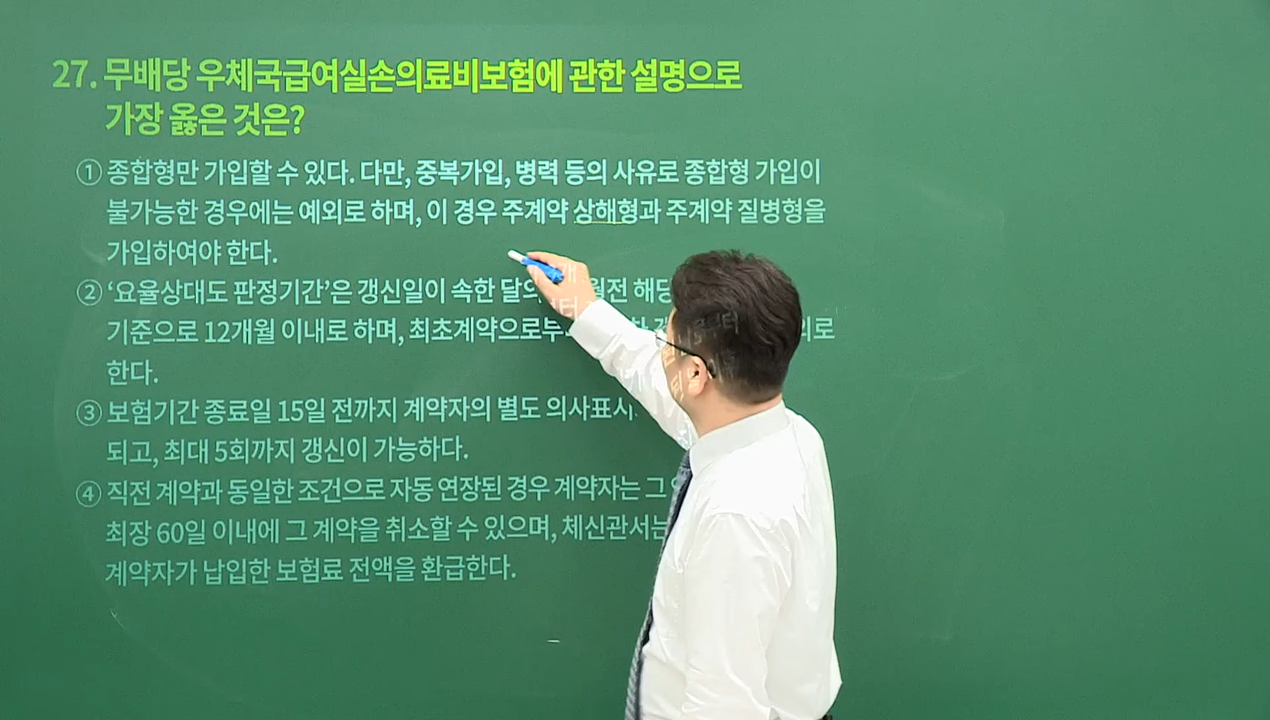 27. 무배당 우체국급여실손의료비보험에 관한 설명으로
가장 옳은 것은?
① 종합형만 가입할 수 있다. 다만, 중복가입, 병력 등의 사유로 종합형 가입이
불가능한 경우에는 예외로 하며, 이 경우 주계약 상해형과 주계약 질병형을
가입하여야 한다.
② ‘요율상대도 판정기간’은 갱신일이 속한 달의 월전 해당
기준으로 12개월 이내로 하며, 최초계약으로부터
한다.
③ 보험기간 종료일 15일 전까지 계약자의 별도 의사표시
되고, 최대 5회까지 갱신이 가능하다.
④ 직전 계약과 동일한 조건으로 자동 연장된 경우 계약자는 그
최장 60일 이내에 그 계약을 취소할 수 있으며, 체신관서는
계약자가 납입한 보험료 전액을 환급한다.